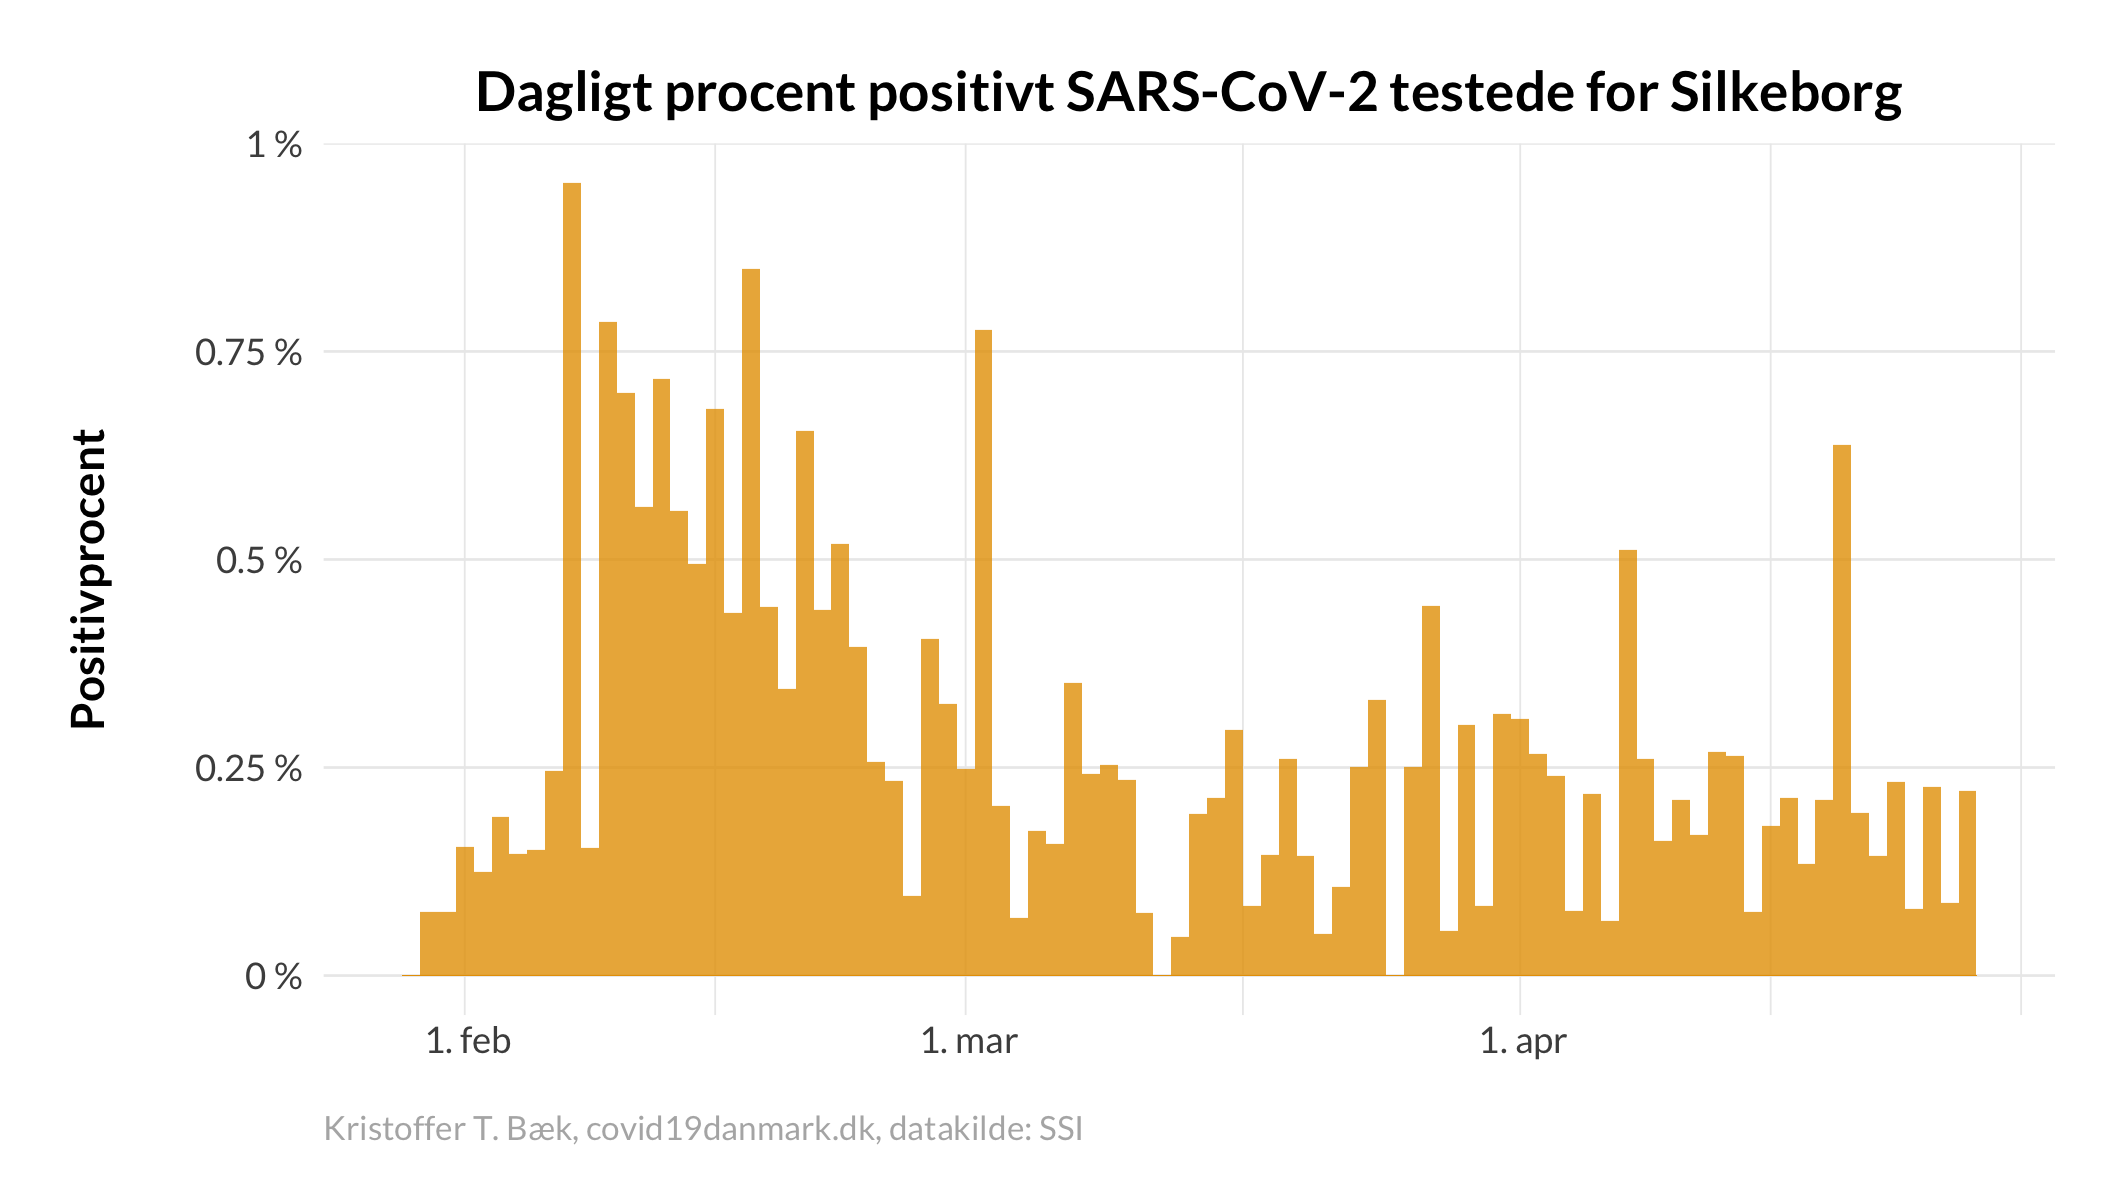 Dagligt procent positivt SARS-CoV-2 testede for Silkeborg
1 %
0.75 %
0.5 %
0.25 %
0 %
Positivprocent
1. feb
1. mar
1. apr
Kristoffer T. Bæk, covid19danmark.dk, datakilde: SSI